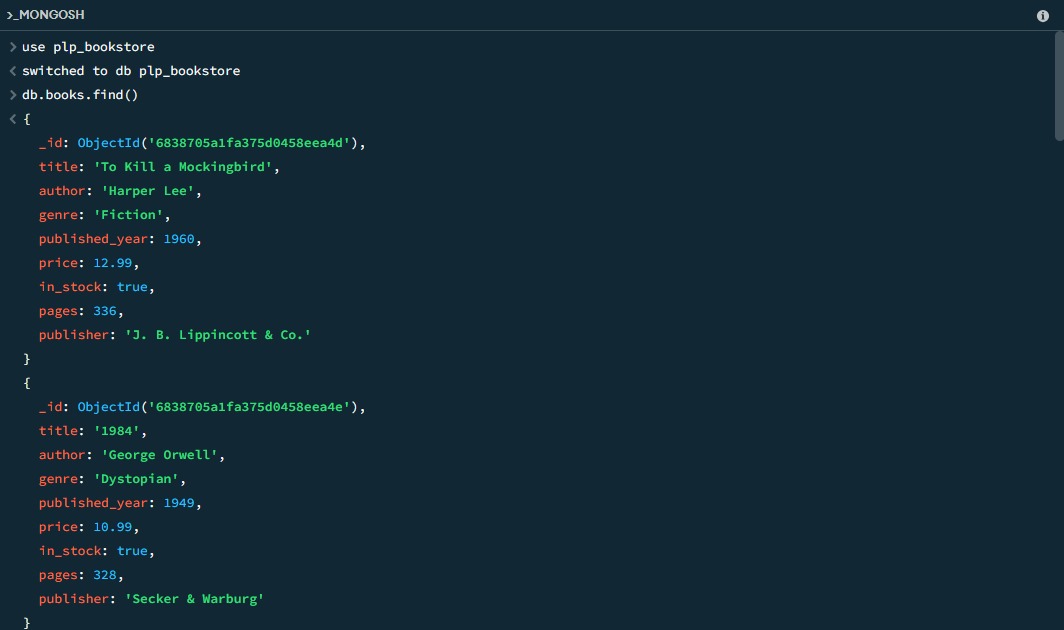 >_MONGOSH
> use plp_bookstore
< switched to db plp_bookstore
> db.books.find()
< {
_id: ObjectId('6838705a1fa375d0458eea4d'),
title: 'To Kill a Mockingbird',
author: 'Harper Lee',
genre: 'Fiction',
published_year: 1960,
price: 12.99,
in_stock: true,
pages: 336,
publisher: 'J. B. Lippincott & Co.'
}
{
_id: ObjectId('6838705a1fa375d0458eea4e'),
title: '1984',
author: 'George Orwell',
genre: 'Dystopian',
published_year: 1949,
price: 10.99,
in_stock: true,
pages: 328,
publisher: 'Secker & Warburg'
}